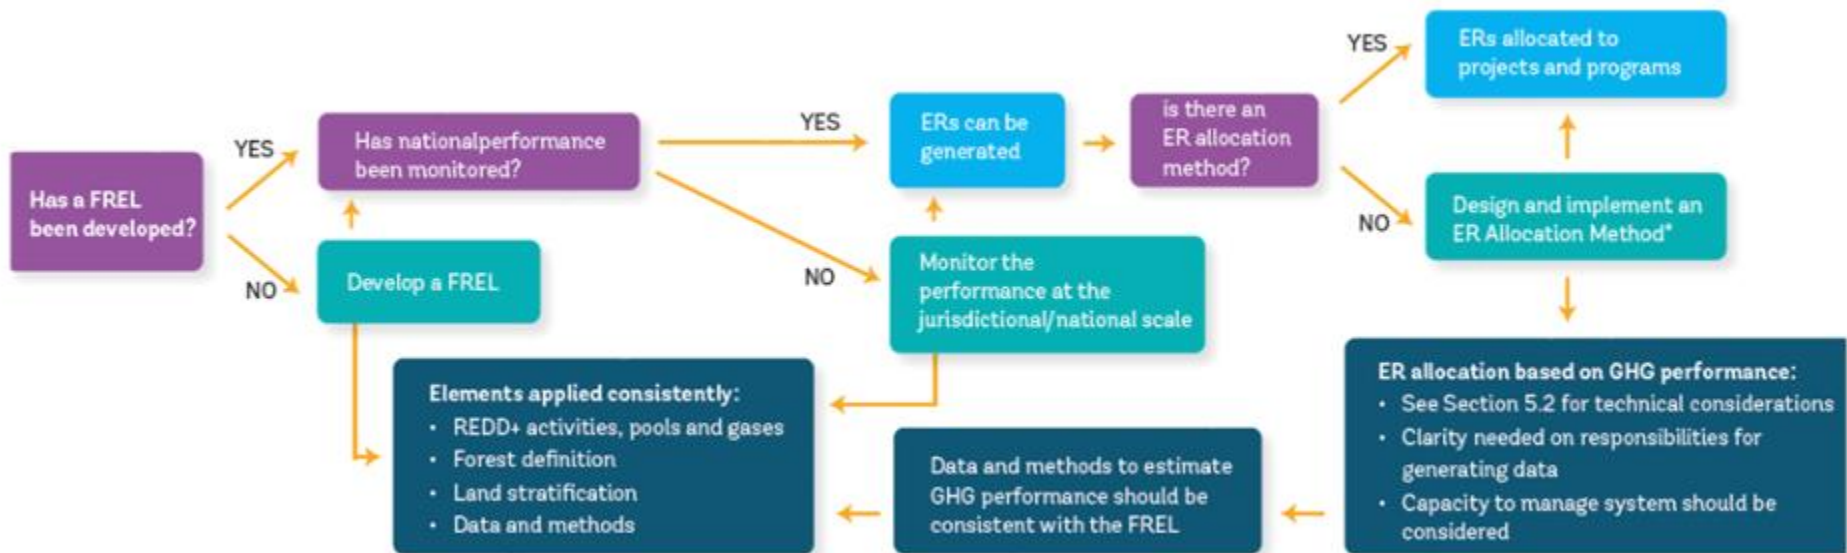 Has a FREL
been developed?
YES
NO
Has nationalperformance
been monitored?
Develop a FREL
YES
NO
ERs can be
generated
Monitor the
performance at the
jurisdictional/national scale
is there an
ER allocation
method?
YES
NO
ERs allocated to
projects and programs
Design and implement an
ER Allocation Method*
Elements applied consistently:
• REDD+ activities, pools and gases
• Forest definition
• Land stratification
• Data and methods
Data and methods to estimate
GHG performance should be
consistent with the FREL
ER allocation based on GHG performance:
• See Section 5.2 for technical considerations
• Clarity needed on responsibilities for
generating data
• Capacity to manage system should be
considered